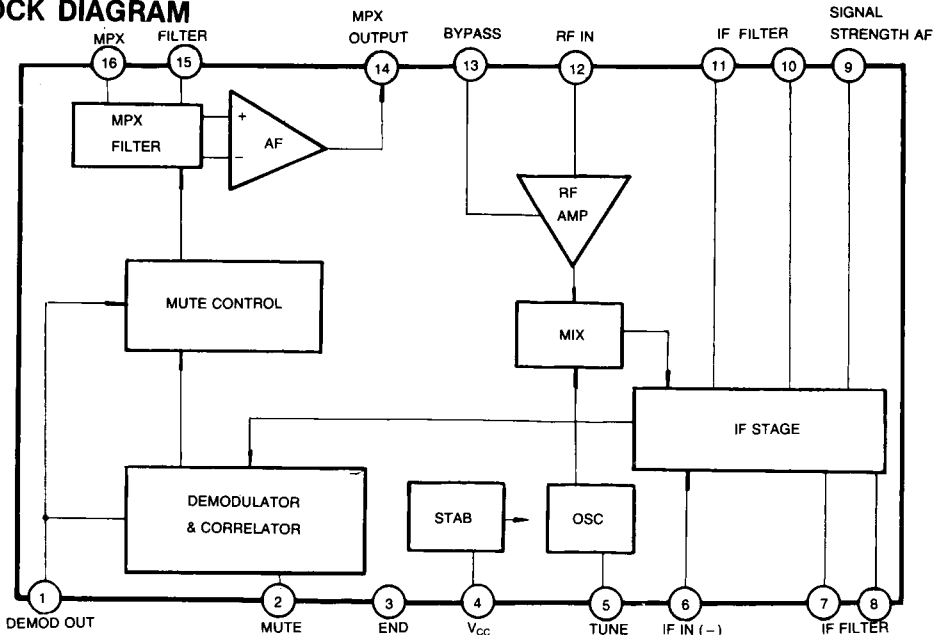 OCK DIAGRAM
MPX
FILTER
MPX
OUTPUT
BYPASS
RF IN
IF FILTER
SIGNAL
STRENGTH AF
16
15
14
13
12
11
10
9
MPX
FILTER
+
−
AF
RF
AMP
MUTE CONTROL
MIX
IF STAGE
DEMODULATOR
& CORRELATOR
STAB
OSC
1
2
3
4
5
6
7
8
DEMOD OUT
MUTE
END
VCC
TUNE
IF IN (−)
IF FILTER